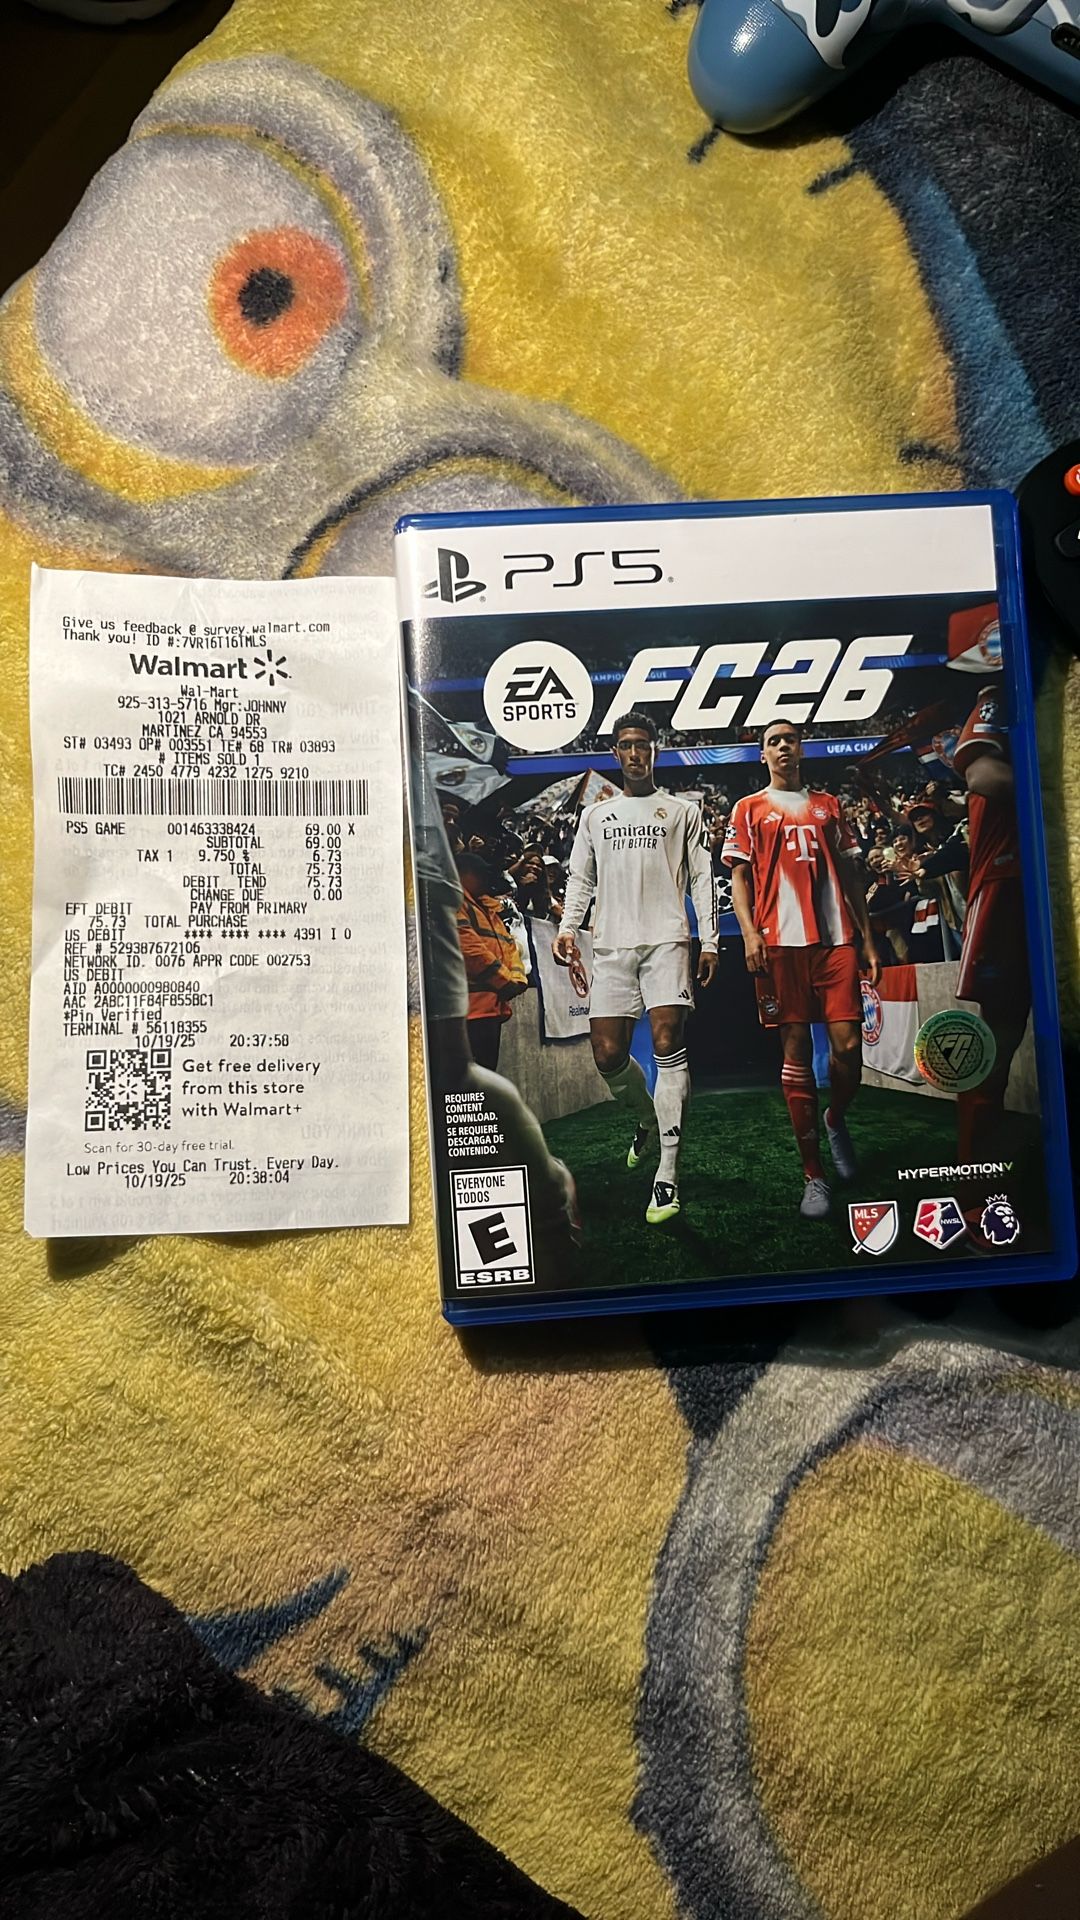 Give us feedback @ survey.walmart.com
Thank you! ID #:7VR16T16TMLS
Walmart
Wal-Mart
925-313-5716 Mgr:JOHNNY
1021 ARNOLD DR
MARTINEZ CA 94553
ST# 03493 OP# 003551 TE# 68 TR# 03893
# ITEMS SOLD 1
TC# 2450 4779 4232 1275 9210
PS5 GAME 001463338424 69.00 X
SUBTOTAL 69.00
TAX 1 9.750 % 6.73
TOTAL 75.73
DEBIT TEND 75.73
CHANGE DUE 0.00
EFT DEBIT PAY FROM PRIMARY
75.73 TOTAL PURCHASE
US DEBIT **** **** **** 4391 I 0
REF # 529387672106
NETWORK ID. 0076 APPR CODE 002753
US DEBIT
AID A0000000980840
AAC 2A8C11F84F855BC1
*Pin Verified
TERMINAL # 56118355
10/19/25 20:37:58
Get free delivery
from this store
with Walmart+
Scan for 30-day free trial.
Low Prices You Can Trust. Every Day.
10/19/25 20:38:04
PS5
EA
SPORTS
FC26
UEFA CHA
Emirates
FLY BETTER
T
REQUIRES
CONTENT
DOWNLOAD.
SE REQUIERE
DESCARGA DE
CONTENIDO.
EVERYONE
TODOS
E
ESRB
FC
HYPERMOTIONV
TECHNOLOGY
MLS
NWSL